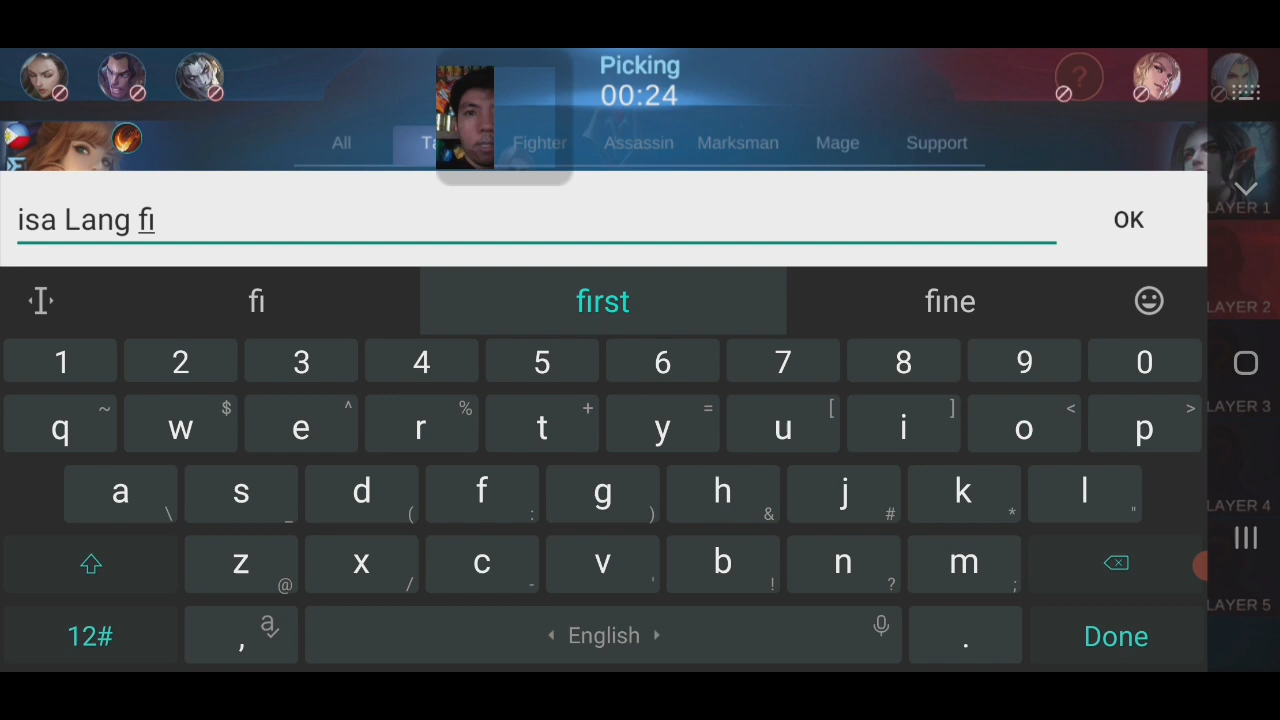 Picking
00:24
All Ta Fighter Assassin Marksman Mage Support
isa Lang fi
OK
LAYER 1
fi first fine
LAYER 2
1 2 3 4 5 6 7 8 9 0
~ $ ^ % + = [ ] < >
q w e r t y u i o p
LAYER 3
a s d f g h j k l
\ _ ( : ) & # * "
LAYER 4
z x c v b n m
@ / - ' ! ? ;
LAYER 5
12# , English . Done